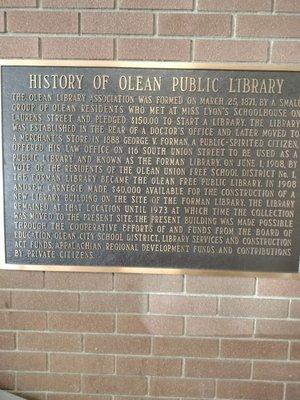 HISTORY OF OLEAN PUBLIC LIBRARY
THE OLEAN LIBRARY ASSOCIATION WAS FORMED ON MARCH 25, 1871, BY A SMALL
GROUP OF OLEAN RESIDENTS WHO MET AT MISS LYON'S SCHOOLHOUSE ON
LAURENS STREET AND PLEDGED $150.00 TO START A LIBRARY. THE LIBRARY
WAS ESTABLISHED IN THE REAR OF A DOCTOR'S OFFICE AND LATER MOVED TO
A MERCHANT'S STORE. IN 1888 GEORGE V. FORMAN, A PUBLIC-SPIRITED CITIZEN,
OFFERED HIS LAW OFFICE ON 116 SOUTH UNION STREET TO BE USED AS A
PUBLIC LIBRARY AND KNOWN AS THE FORMAN LIBRARY. ON JUNE 1, 1908, BY
VOTE OF THE RESIDENTS OF THE OLEAN UNION FREE SCHOOL DISTRICT No. 1,
THE FORMAN LIBRARY BECAME THE OLEAN FREE PUBLIC LIBRARY. IN 1908
ANDREW CARNEGIE MADE $40,000 AVAILABLE FOR THE CONSTRUCTION OF A
NEW LIBRARY BUILDING ON THE SITE OF THE FORMAN LIBRARY. THE LIBRARY
REMAINED AT THAT LOCATION UNTIL 1973 AT WHICH TIME THE COLLECTION
WAS MOVED TO THE PRESENT SITE. THE PRESENT BUILDING WAS MADE POSSIBLE
THROUGH THE COOPERATIVE EFFORTS OF AND FUNDS FROM THE BOARD OF
EDUCATION, OLEAN CITY SCHOOL DISTRICT, LIBRARY SERVICES AND CONSTRUCTION
ACT FUNDS, APPALACHIAN REGIONAL DEVELOPMENT FUNDS AND CONTRIBUTIONS
BY PRIVATE CITIZENS.